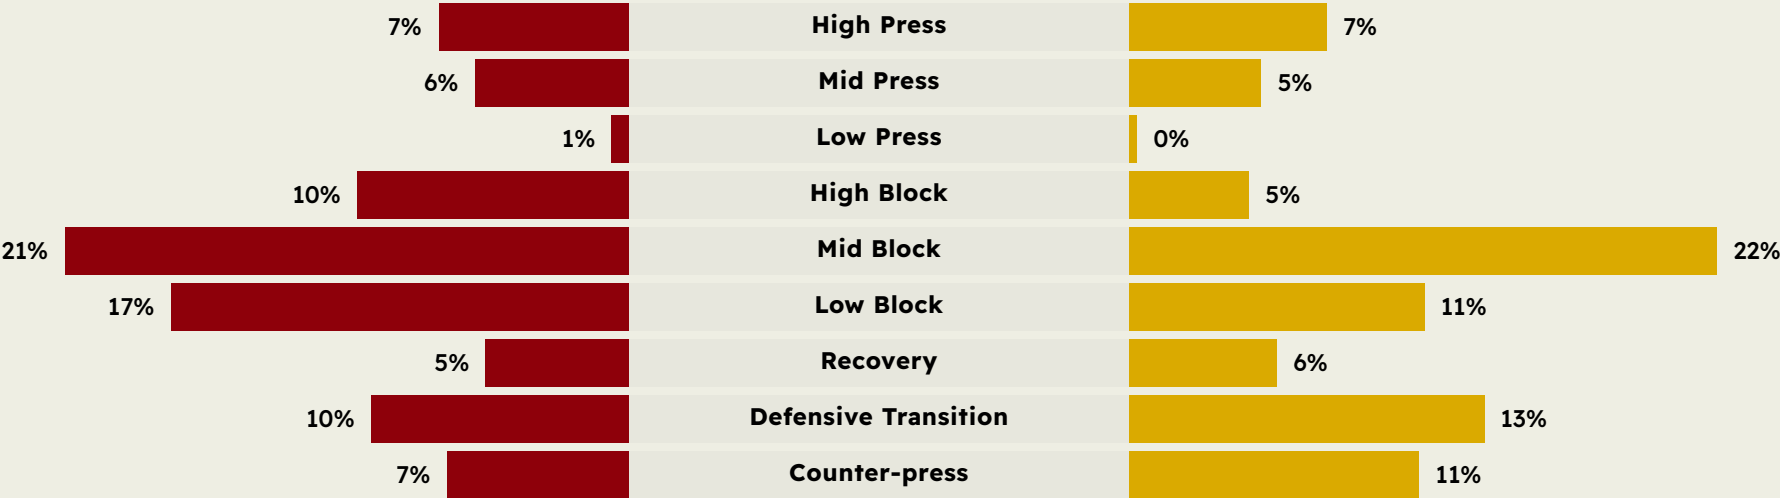 7% High Press 7%
6% Mid Press 5%
1% Low Press 0%
10% High Block 5%
21% Mid Block 22%
17% Low Block 11%
5% Recovery 6%
10% Defensive Transition 13%
7% Counter-press 11%